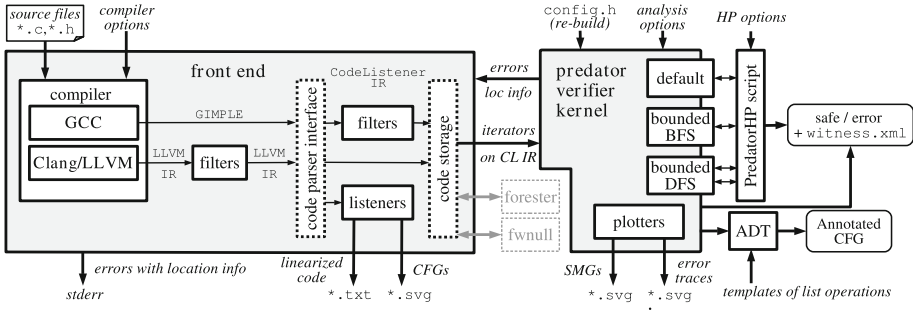 source files
*.c,*.h
compiler
options
config.h
(re-build)
analysis
options
HP options
front end
CodeListener
IR
compiler
GCC
Clang/LLVM
GIMPLE
LLVM
IR
filters
LLVM
IR
code parser interface
filters
listeners
code storage
errors
loc info
iterators
on CL IR
forester
fwnull
predator
verifier
kernel
default
bounded
BFS
bounded
DFS
plotters
PredatorHP script
safe / error
+ witness.xml
ADT
Annotated
CFG
errors with location info
stderr
linearized
code
CFGs
*.txt
*.svg
SMGs
error
traces
*.svg
*.svg
templates of list operations